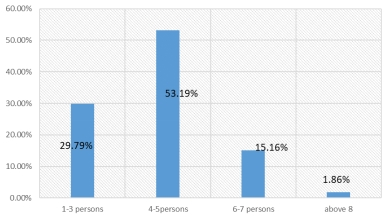 60.00%
50.00%
40.00%
30.00%
20.00%
10.00%
0.00%
29.79%
53.19%
15.16%
1.86%
1-3 persons
4-5persons
6-7 persons
above 8